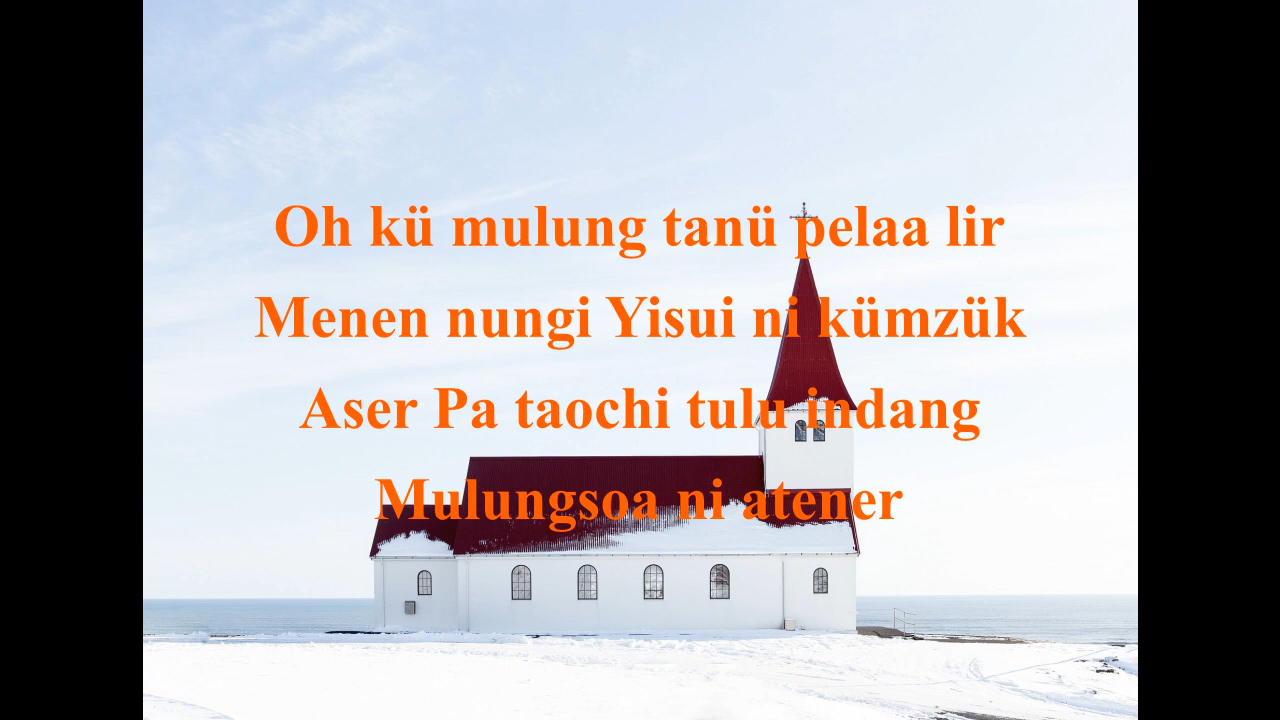 Oh kü mulung tanü pelaa lir
Menen nungi Yisui ni kümzük
Aser Pa taochi tulu indang
Mulungsoa ni atener